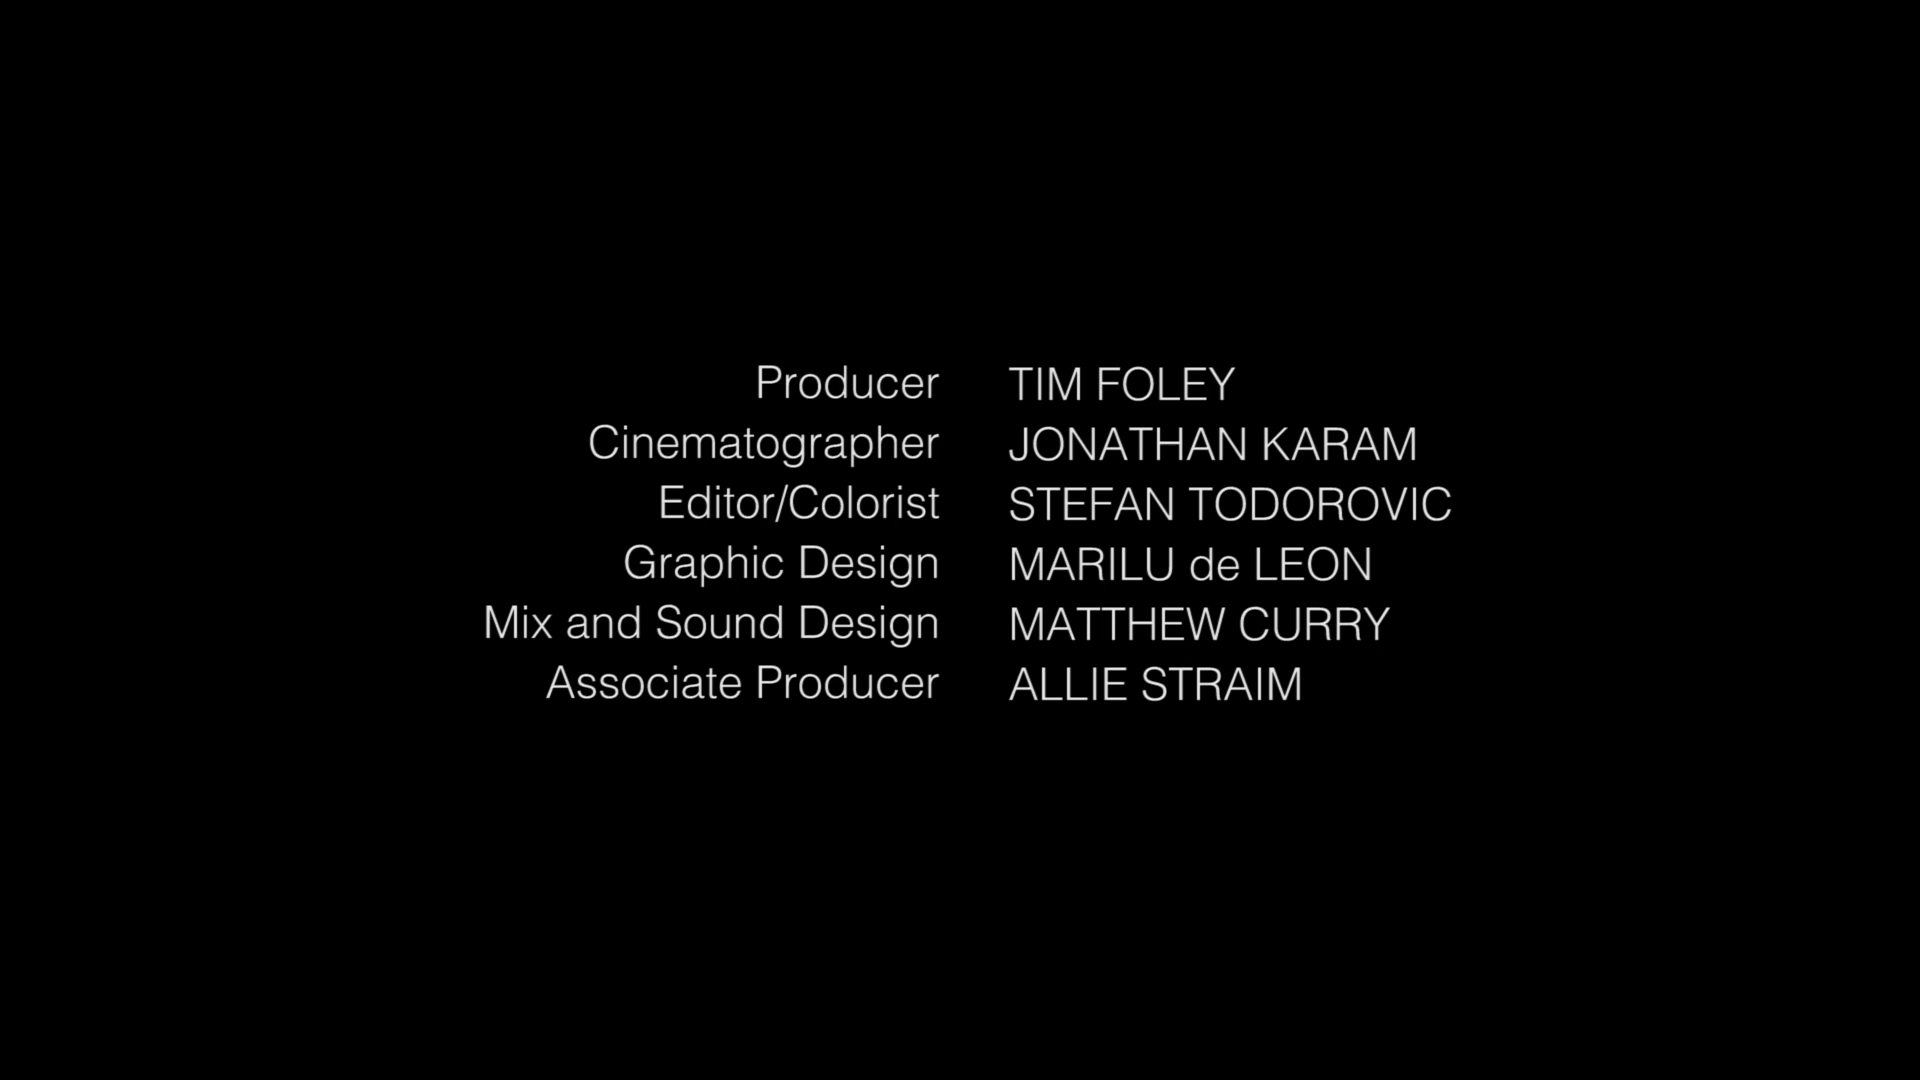 Producer TIM FOLEY
Cinematographer JONATHAN KARAM
Editor/Colorist STEFAN TODOROVIC
Graphic Design MARILU de LEON
Mix and Sound Design MATTHEW CURRY
Associate Producer ALLIE STRAIM